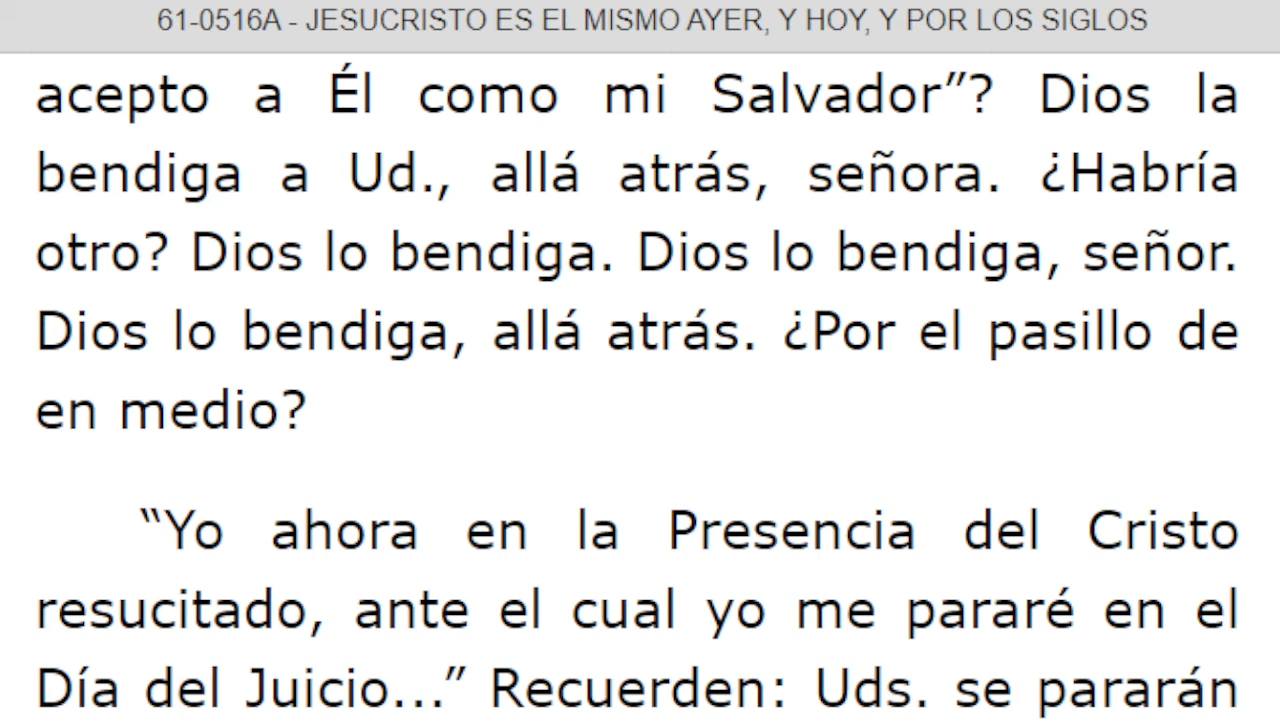 61-0516A - JESUCRISTO ES EL MISMO AYER, Y HOY, Y POR LOS SIGLOS
acepto a Él como mi Salvador”? Dios la
bendiga a Ud., allá atrás, señora. ¿Habría
otro? Dios lo bendiga. Dios lo bendiga, señor.
Dios lo bendiga, allá atrás. ¿Por el pasillo de
en medio?
“Yo ahora en la Presencia del Cristo
resucitado, ante el cual yo me pararé en el
Día del Juicio...” Recuerden: Uds. se pararán